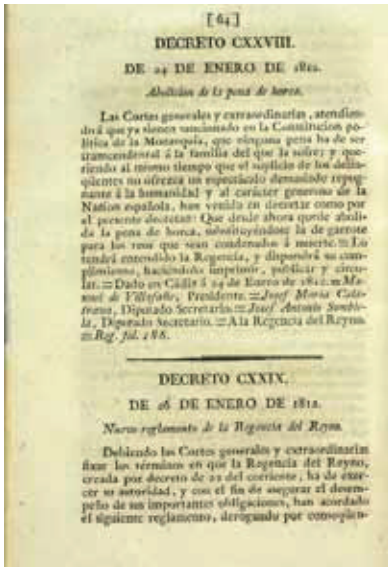 [64]
DECRETO CXXVIII.
DE 24 DE ENERO DE 1812.
Abolicion de la pena de horca.
Las Cortes generales y extraordinarias, atendien-
do á que ya tienen sancionado en la Constitucion po-
lítica de la Monarquía, que ninguna pena ha de ser
trascendental á la familia del que la sufre; y que-
riendo al mismo tiempo que el suplicio de los delin-
qüentes no ofrezca un espectáculo demasiado repug-
nante á la humanidad y al carácter generoso de la
Nacion española, han venido en decretar como por
el presente decretan: Que desde ahora quede aboli-
da la pena de horca, substituyéndose la de garrote
para los reos que sean condenados á muerte.=Lo
tendrá entendido la Regencia, y dispondrá su cum-
plimiento, haciéndolo imprimir, publicar y circu-
lar.=Dado en Cádiz á 24 de Enero de 1812.=Ma-
nuel de Villafañe, Presidente.=Josef María Cala-
trava, Diputado Secretario.=Josef Antonio Sombie-
la, Diputado Secretario.=A la Regencia del Reyno.
=Reg. fol. 188.
DECRETO CXXIX.
DE 26 DE ENERO DE 1812.
Nuevo reglamento de la Regencia del Reyno.
Debiendo las Cortes generales y extraordinarias
fixar los términos en que la Regencia del Reyno,
creada por decreto de 22 del corriente, ha de exer-
cer su autoridad, y con el fin de asegurar el desem-
peño de sus importantes obligaciones, han acordado
el siguiente reglamento, derogando por conseqüen-